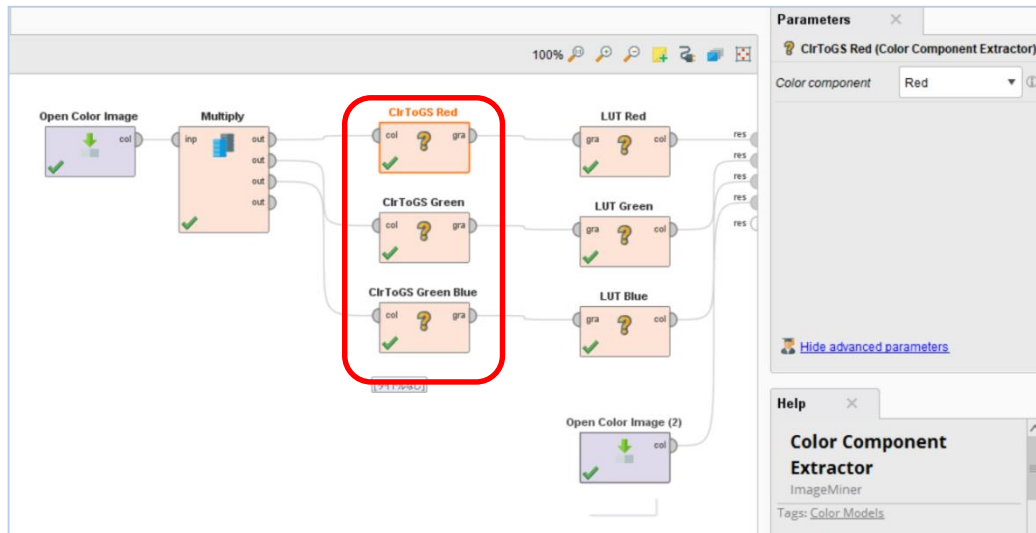 Parameters
ClrToGS Red (Color Component Extractor)
100%
Color component
Red
Open Color Image
Multiply
ClrToGS Red
LUT Red
col
inp
out
col
gra
gra
col
res
out
res
out
res
out
res
ClrToGS Green
LUT Green
res
col
gra
gra
col
ClrToGS Green Blue
LUT Blue
col
gra
gra
col
Hide advanced parameters
Help
Open Color Image (2)
col
Color Component
Extractor
ImageMiner
Tags: Color Models